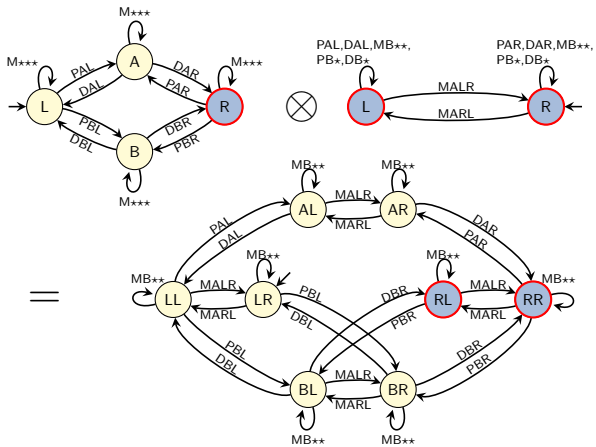 M⋆⋆⋆
M⋆⋆⋆ A M⋆⋆⋆
PAL DAR
DAL PAR
L R
PBL DBR
DBL PBR
B
M⋆⋆⋆
⊗
PAL,DAL,MB⋆⋆,
PB⋆,DB⋆
PAR,DAR,MB⋆⋆,
PB⋆,DB⋆
MALR
L R
MARL
=
MB⋆⋆ MB⋆⋆
MALR
AL AR
MARL
PAL DAR
DAL PAR
MB⋆⋆ MB⋆⋆ MB⋆⋆ MB⋆⋆
MALR PBL DBR MALR
LL LR RL RR
MARL DBL PBR MARL
PBL DBR
DBL PBR
MALR
BL BR
MARL
MB⋆⋆ MB⋆⋆